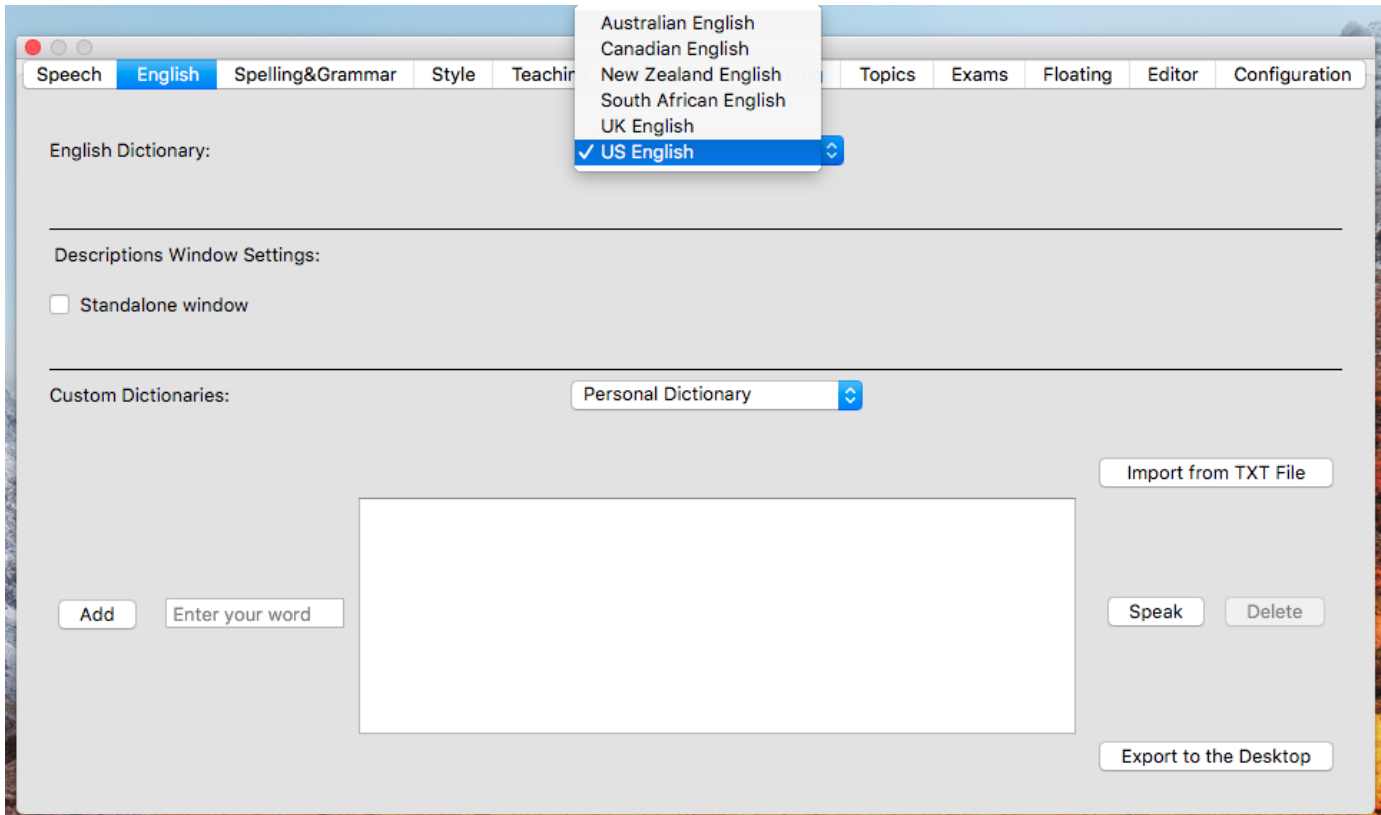 Australian English
Canadian English
New Zealand English
South African English
UK English
✓ US English
Speech English Spelling&Grammar Style Teachin Topics Exams Floating Editor Configuration
English Dictionary:
Descriptions Window Settings:
Standalone window
Custom Dictionaries: Personal Dictionary
Import from TXT File
Add Enter your word Speak Delete
Export to the Desktop